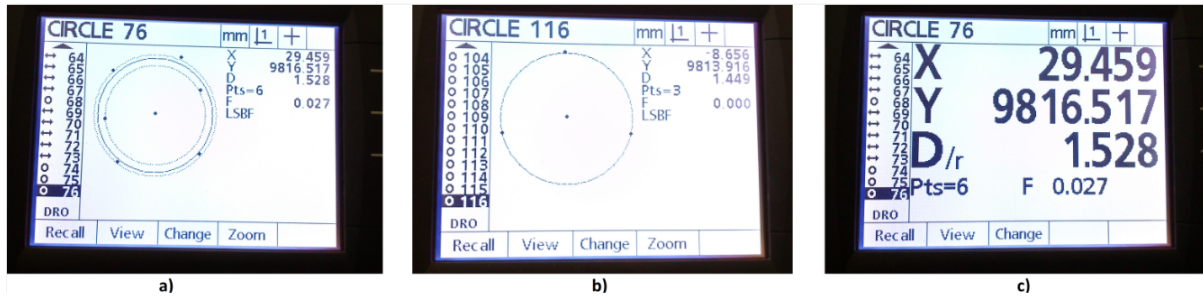 CIRCLE 76 mm 1
64
65
66
67
68
69
70
71
72
73
74
75
76
X 29.459
Y 9816.517
D 1.528
Pts=6
F 0.027
LSBF
DRO
Recall View Change Zoom
a)
CIRCLE 116 mm 1
104
105
106
107
108
109
110
111
112
113
114
115
116
X -8.656
Y 9813.916
D 1.449
Pts=3
F 0.000
LSBF
DRO
Recall View Change Zoom
b)
CIRCLE 76 mm 1
64
65
66
67
68
69
70
71
72
73
74
75
76
X 29.459
Y 9816.517
D/r 1.528
Pts=6 F 0.027
DRO
Recall View Change
c)